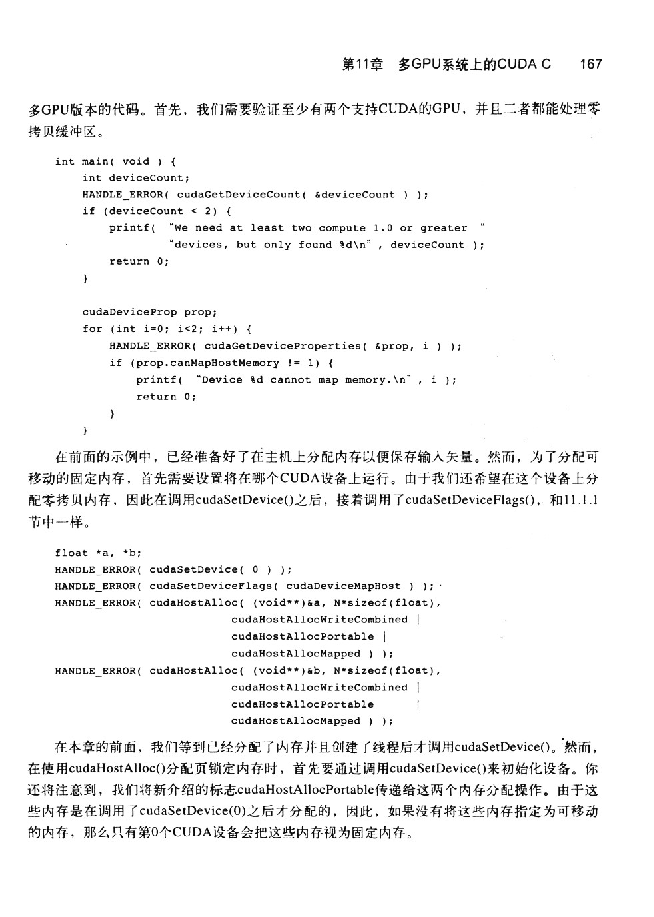 第11章 多GPU系统上的CUDA C 167
多GPU版本的代码。首先，我们需要验证至少有两个支持CUDA的GPU，并且二者都能处理零
拷贝缓冲区。
int main( void ) {
int deviceCount;
HANDLE_ERROR( cudaGetDeviceCount( &deviceCount ) );
if (deviceCount < 2) {
printf( "We need at least two compute 1.0 or greater "
"devices, but only found %d\n" , deviceCount );
return 0;
}
cudaDeviceProp prop;
for (int i=0; i<2; i++) {
HANDLE_ERROR( cudaGetDeviceProperties( &prop, i ) );
if (prop.canMapHostMemory != 1) {
printf( "Device %d cannot map memory.\n" , i );
return 0;
}
}
在前面的示例中，已经准备好了在主机上分配内存以便保存输入矢量。然而，为了分配可
移动的固定内存，首先需要设置将在哪个CUDA设备上运行。由于我们还希望在这个设备上分
配零拷贝内存，因此在调用cudaSetDevice()之后，接着调用了cudaSetDeviceFlags()，和11.1.1
节中一样。
float *a, *b;
HANDLE_ERROR( cudaSetDevice( 0 ) );
HANDLE_ERROR( cudaSetDeviceFlags( cudaDeviceMapHost ) );
HANDLE_ERROR( cudaHostAlloc( (void**)&a, N*sizeof(float),
cudaHostAllocWriteCombined |
cudaHostAllocPortable |
cudaHostAllocMapped ) );
HANDLE_ERROR( cudaHostAlloc( (void**)&b, N*sizeof(float),
cudaHostAllocWriteCombined |
cudaHostAllocPortable |
cudaHostAllocMapped ) );
在本章的前面，我们等到已经分配了内存并且创建了线程后才调用cudaSetDevice()。然而，
在使用cudaHostAlloc()分配页锁定内存时，首先要通过调用cudaSetDevice()来初始化设备。你
还将注意到，我们将新介绍的标志cudaHostAllocPortable传递给这两个内存分配操作。由于这
些内存是在调用了cudaSetDevice(0)之后才分配的，因此，如果没有将这些内存指定为可移动
的内存，那么只有第0个CUDA设备会把这些内存视为固定内存。